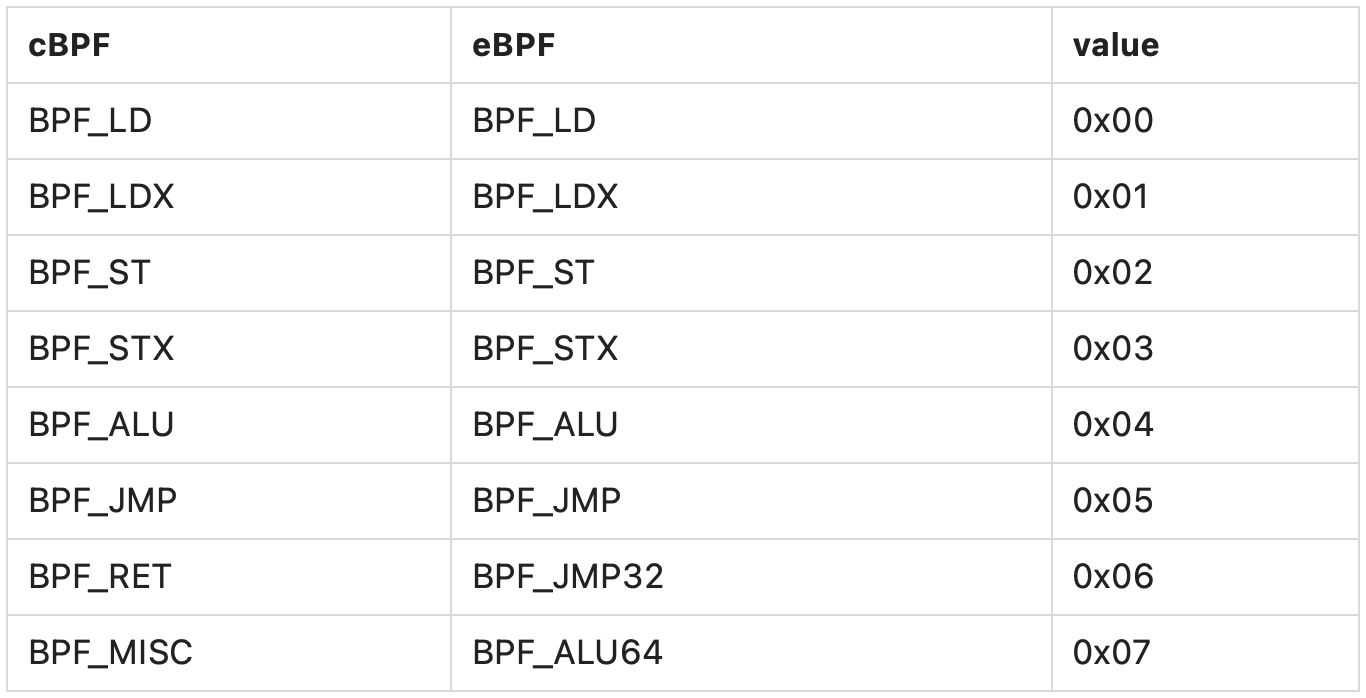 cBPF eBPF value
BPF_LD BPF_LD 0x00
BPF_LDX BPF_LDX 0x01
BPF_ST BPF_ST 0x02
BPF_STX BPF_STX 0x03
BPF_ALU BPF_ALU 0x04
BPF_JMP BPF_JMP 0x05
BPF_RET BPF_JMP32 0x06
BPF_MISC BPF_ALU64 0x07